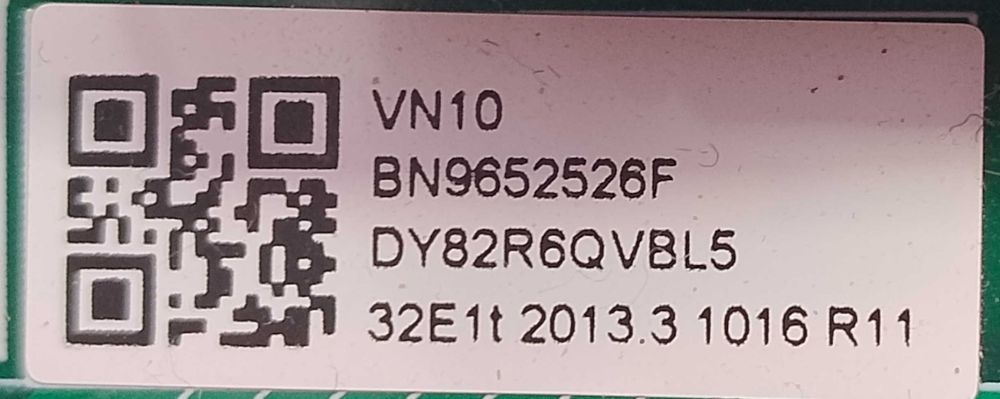 VN10
BN9652526F
DY82R6QVBL5
32E1t 2013.3 1016 R11